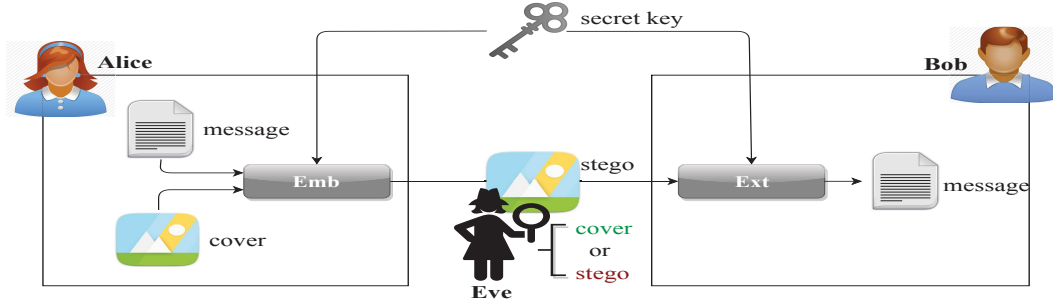 secret key
Alice
Bob
message
stego
Emb
Ext
message
cover
cover
or
stego
Eve